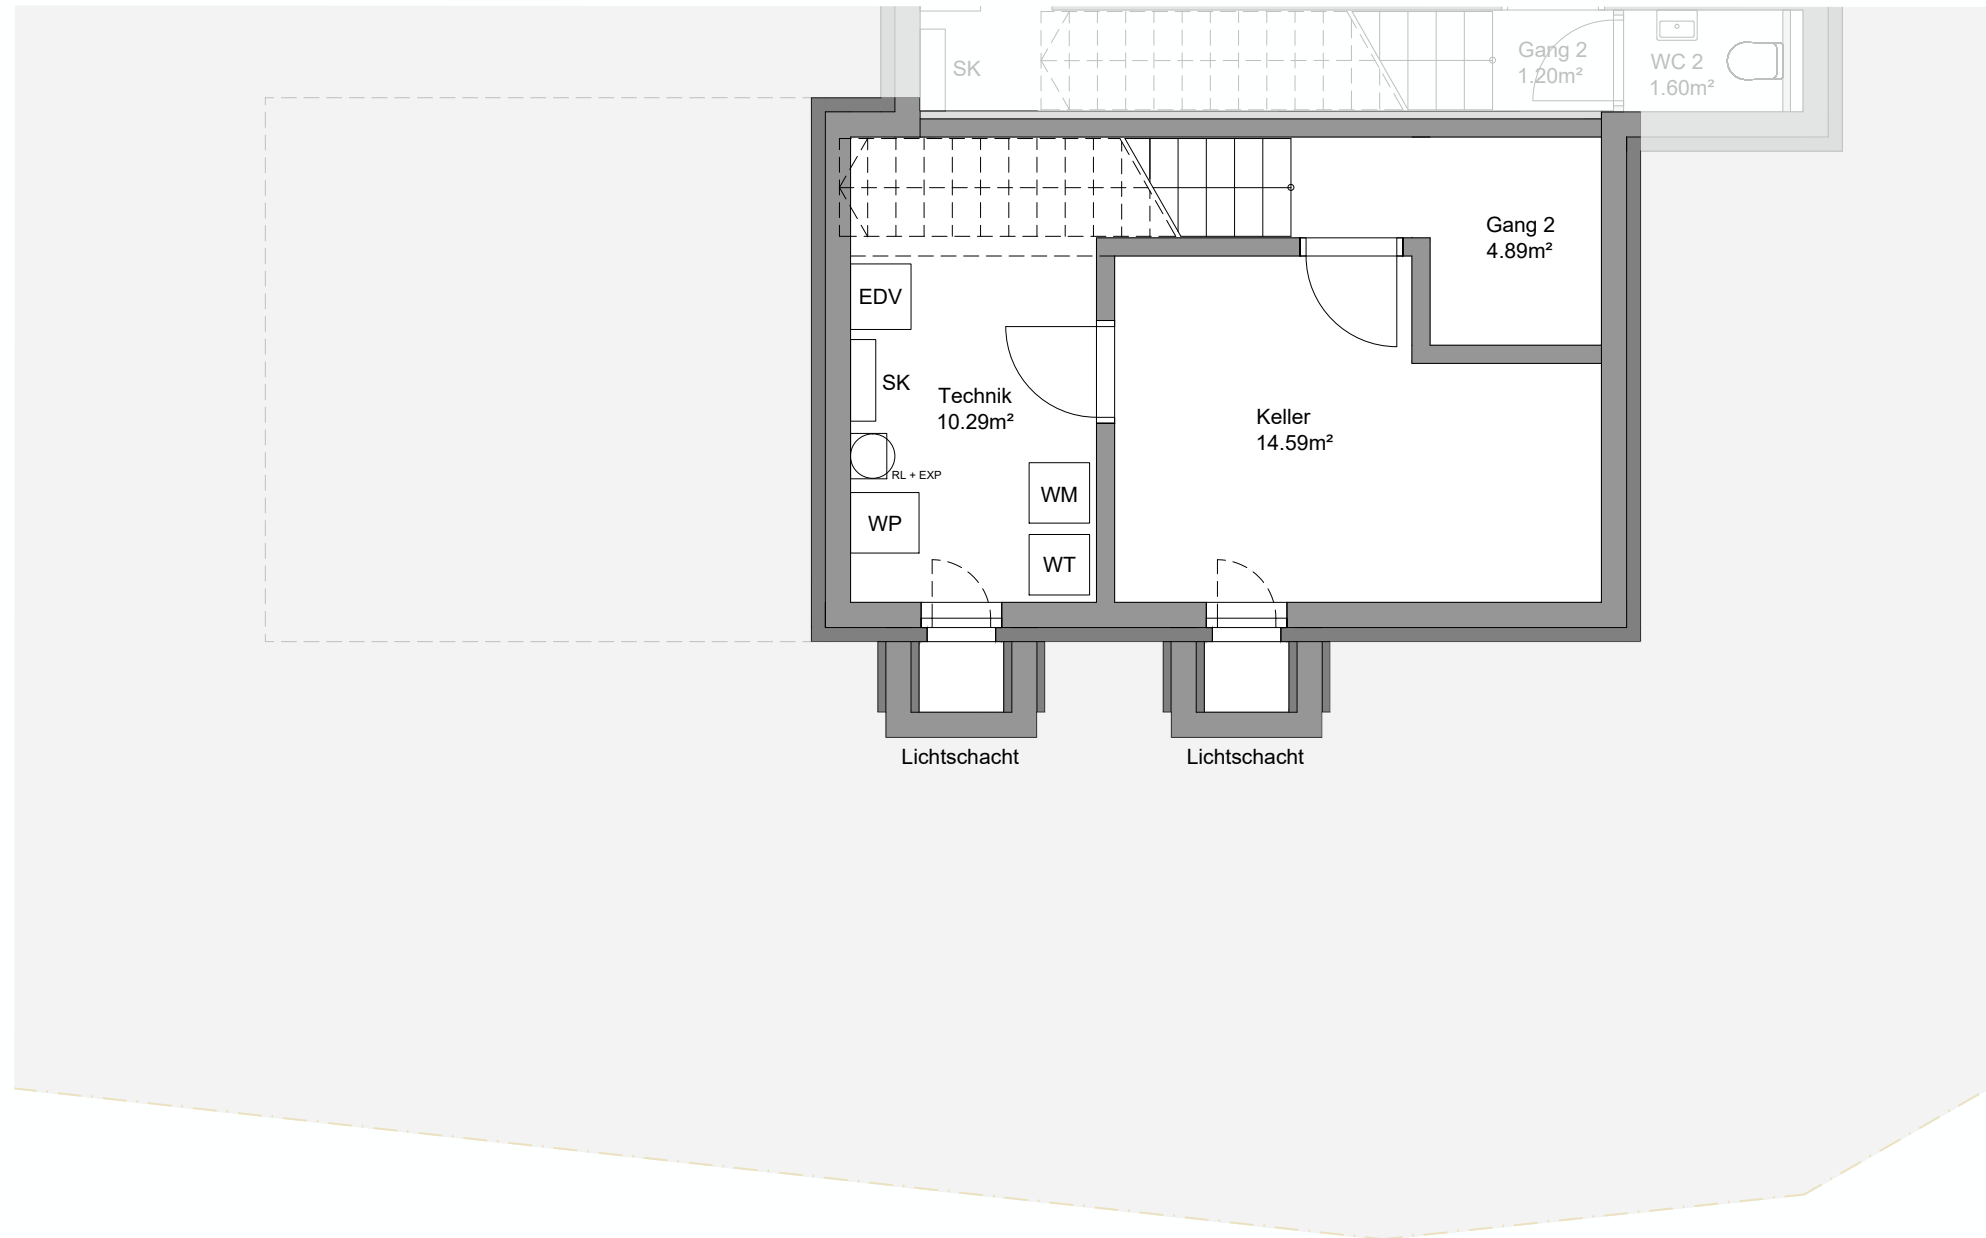 SK
Gang 2
1.20m²
WC 2
1.60m²
Gang 2
4.89m²
EDV
SK
Technik
10.29m²
Keller
14.59m²
RL + EXP
WM
WP
WT
Lichtschacht
Lichtschacht